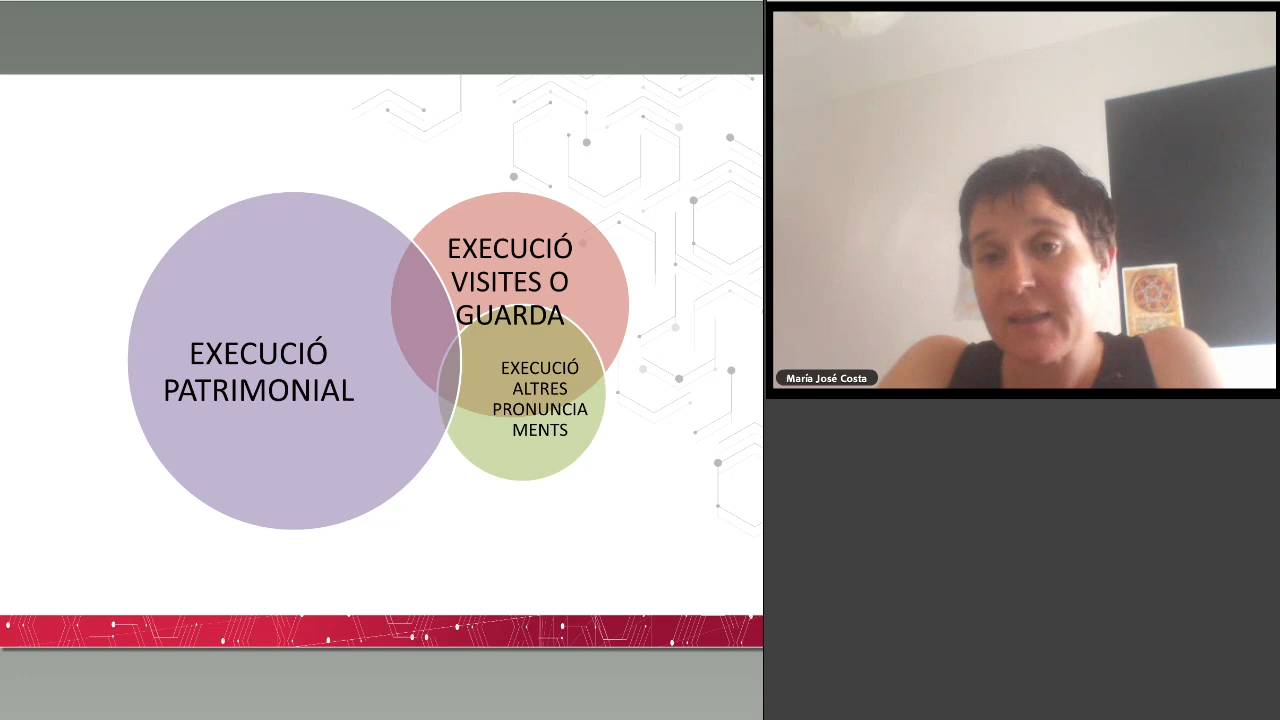 EXECUCIÓ
PATRIMONIAL
EXECUCIÓ
VISITES O
GUARDA
EXECUCIÓ
ALTRES
PRONUNCIA
MENTS
María José Costa